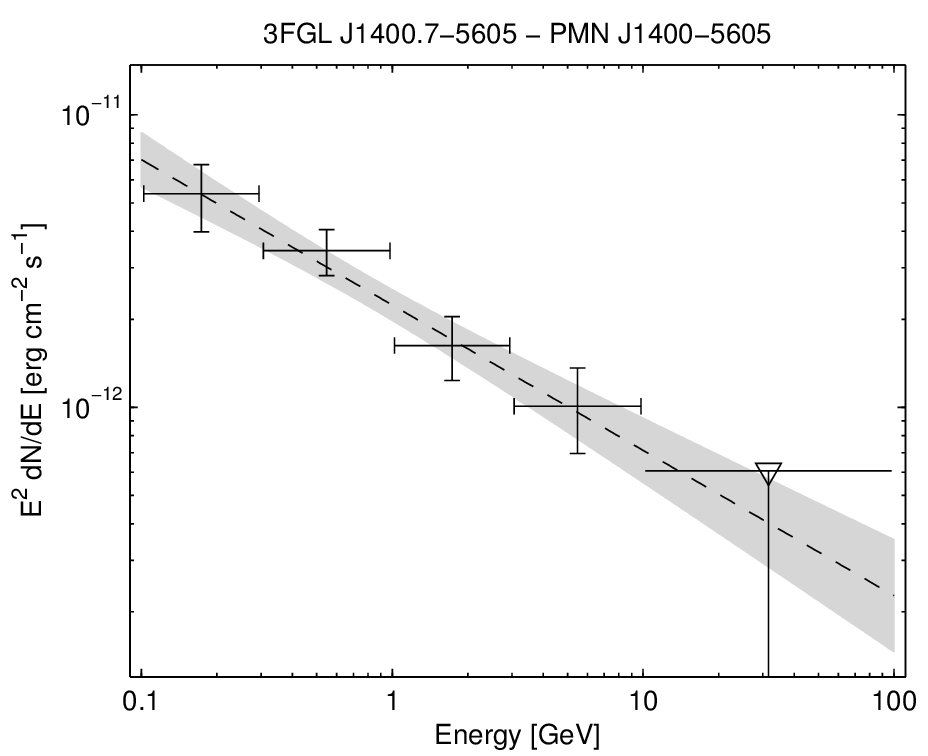 3FGL J1400.7−5605 − PMN J1400−5605
10⁻¹¹
10⁻¹²
E² dN/dE [erg cm⁻² s⁻¹]
0.1 1 10 100
Energy [GeV]